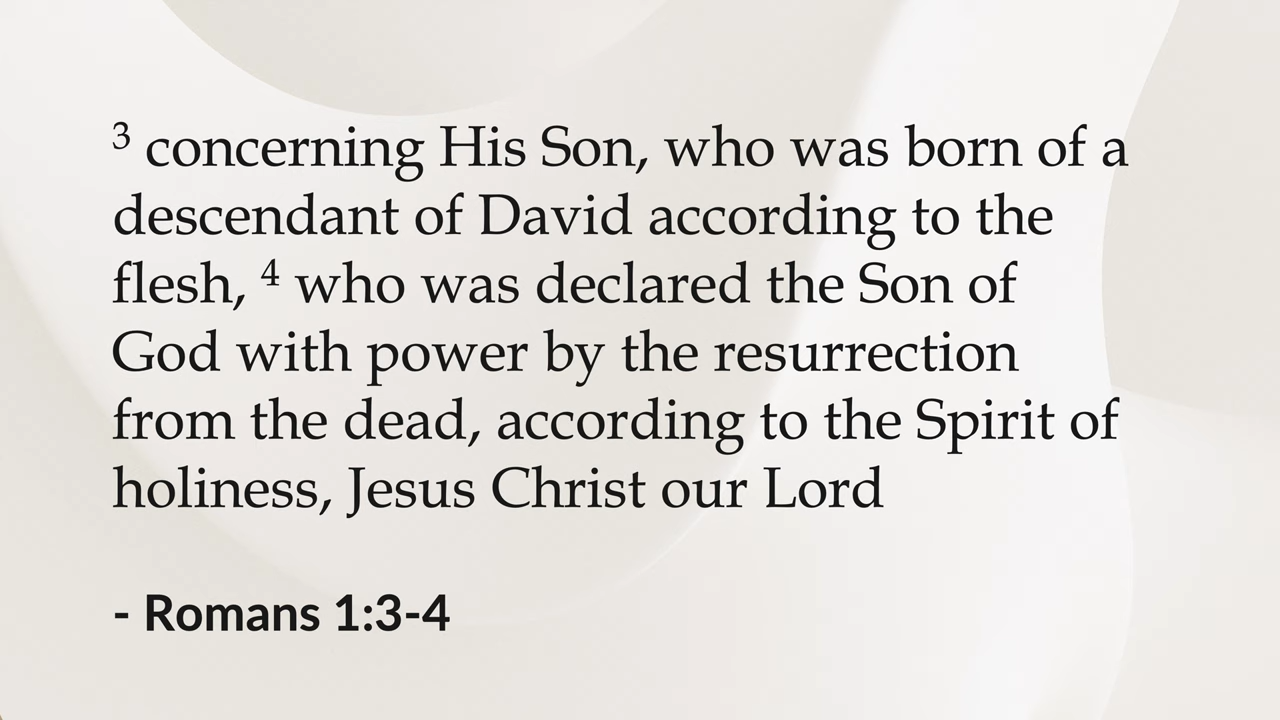 3 concerning His Son, who was born of a
descendant of David according to the
flesh, 4 who was declared the Son of
God with power by the resurrection
from the dead, according to the Spirit of
holiness, Jesus Christ our Lord
- Romans 1:3-4